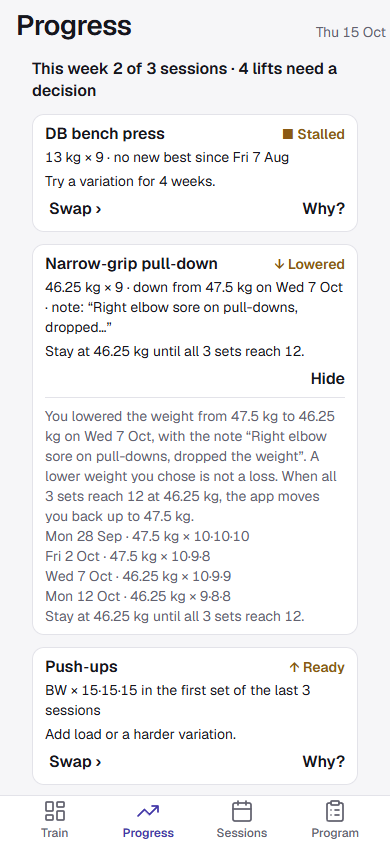 Progress
Thu 15 Oct
This week 2 of 3 sessions · 4 lifts need a
decision
DB bench press
■ Stalled
13 kg × 9 · no new best since Fri 7 Aug
Try a variation for 4 weeks.
Swap ›
Why?
Narrow-grip pull-down
↓ Lowered
46.25 kg × 9 · down from 47.5 kg on Wed 7 Oct
· note: “Right elbow sore on pull-downs,
dropped…”
Stay at 46.25 kg until all 3 sets reach 12.
Hide
You lowered the weight from 47.5 kg to 46.25
kg on Wed 7 Oct, with the note “Right elbow
sore on pull-downs, dropped the weight”. A
lower weight you chose is not a loss. When all
3 sets reach 12 at 46.25 kg, the app moves
you back up to 47.5 kg.
Mon 28 Sep · 47.5 kg × 10·10·10
Fri 2 Oct · 47.5 kg × 10·9·8
Wed 7 Oct · 46.25 kg × 10·9·9
Mon 12 Oct · 46.25 kg × 9·8·8
Stay at 46.25 kg until all 3 sets reach 12.
Push-ups
↑ Ready
BW × 15·15·15 in the first set of the last 3
sessions
Add load or a harder variation.
Swap ›
Why?
Train
Progress
Sessions
Program